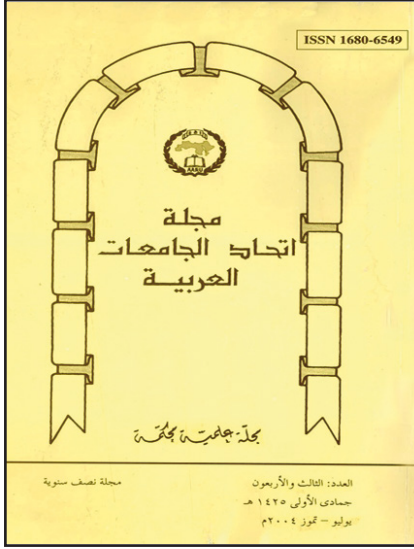 ISSN 1680-6549
AARU
مجلة
اتحاد الجامعات
العربية
مجلة علمية محكمة
العدد: الثالث والأربعون
مجلة نصف سنوية
جمادى الأولى ١٤٢٥ هـ
يوليو – تموز ٢٠٠٤م